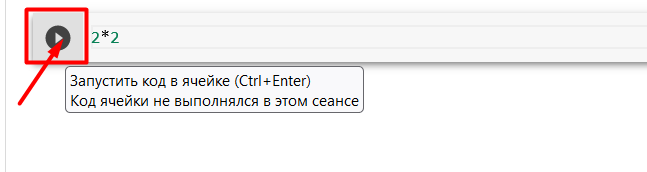 2*2
Запустить код в ячейке (Ctrl+Enter)
Код ячейки не выполнялся в этом сеансе